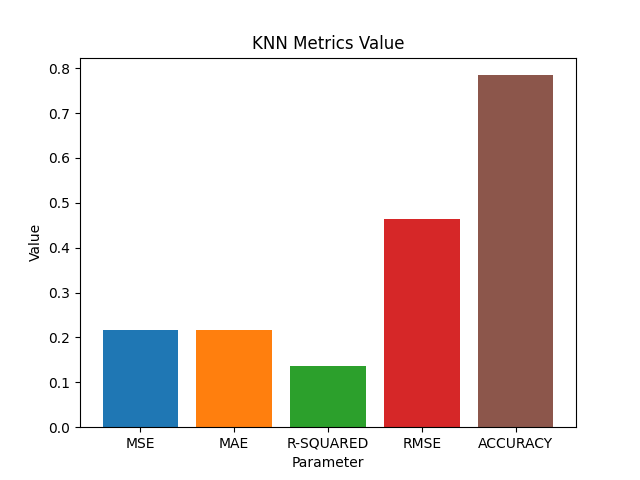 KNN Metrics Value
0.8
0.7
0.6
0.5
0.4
0.3
0.2
0.1
0.0
Value
MSE MAE R-SQUARED RMSE ACCURACY
Parameter